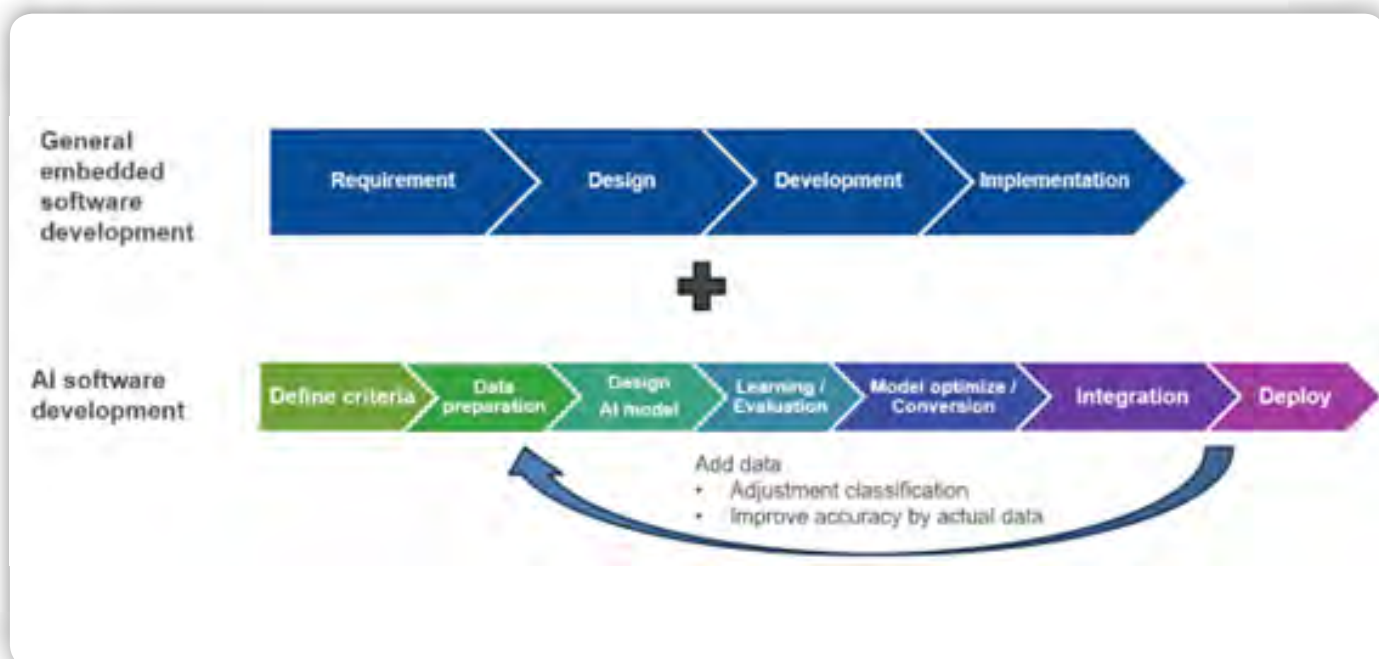 General
embedded
software
development
Requirement
Design
Development
Implementation
AI software
development
Define criteria
Data
preparation
Design
AI model
Learning /
Evaluation
Model optimize /
Conversion
Integration
Deploy
Add data
• Adjustment classification
• Improve accuracy by actual data